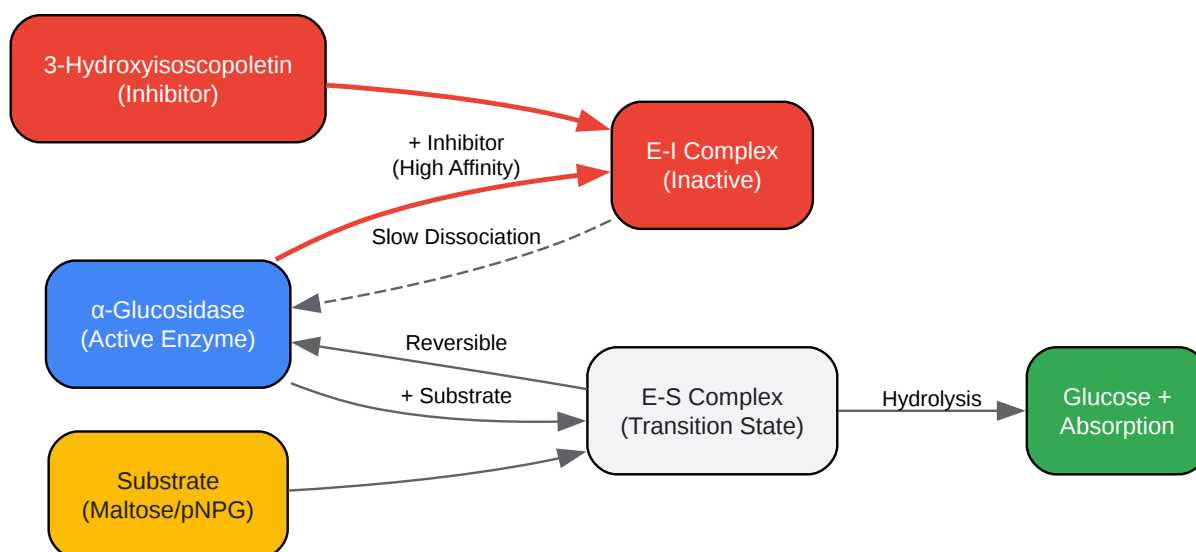 3-Hydroxyisoscopoletin
(Inhibitor)
+ Inhibitor
(High Affinity)
E-I Complex
(Inactive)
Slow Dissociation
α-Glucosidase
(Active Enzyme)
Reversible
+ Substrate
E-S Complex
(Transition State)
Hydrolysis
Glucose +
Absorption
Substrate
(Maltose/pNPG)